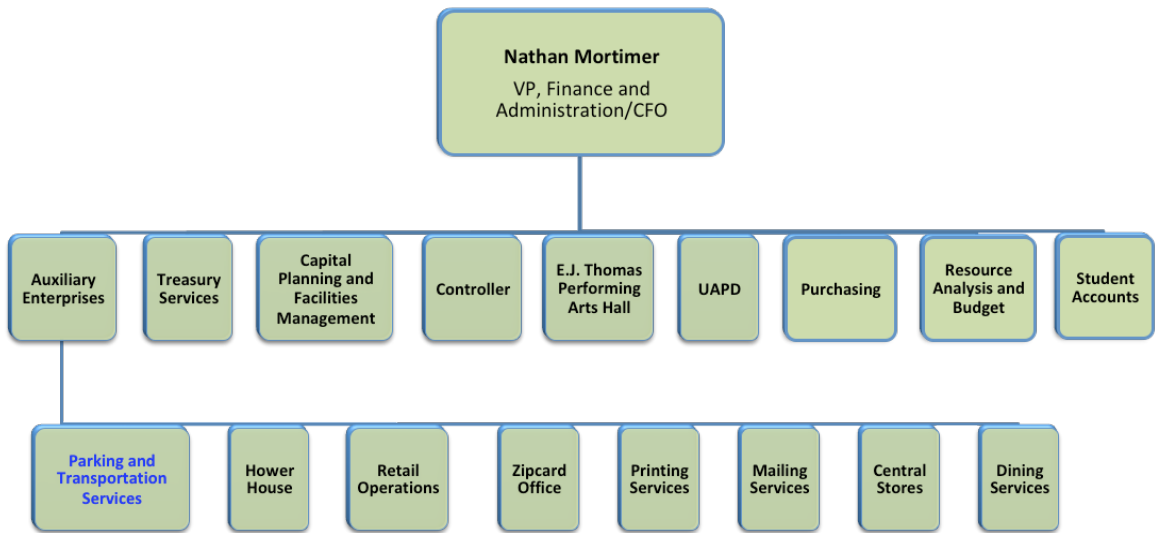 Nathan Mortimer
VP, Finance and
Administration/CFO
Auxiliary
Enterprises
Treasury
Services
Capital
Planning and
Facilities
Management
Controller
E.J. Thomas
Performing
Arts Hall
UAPD
Purchasing
Resource
Analysis and
Budget
Student
Accounts
Parking and
Transportation
Services
Hower
House
Retail
Operations
Zipcard
Office
Printing
Services
Mailing
Services
Central
Stores
Dining
Services